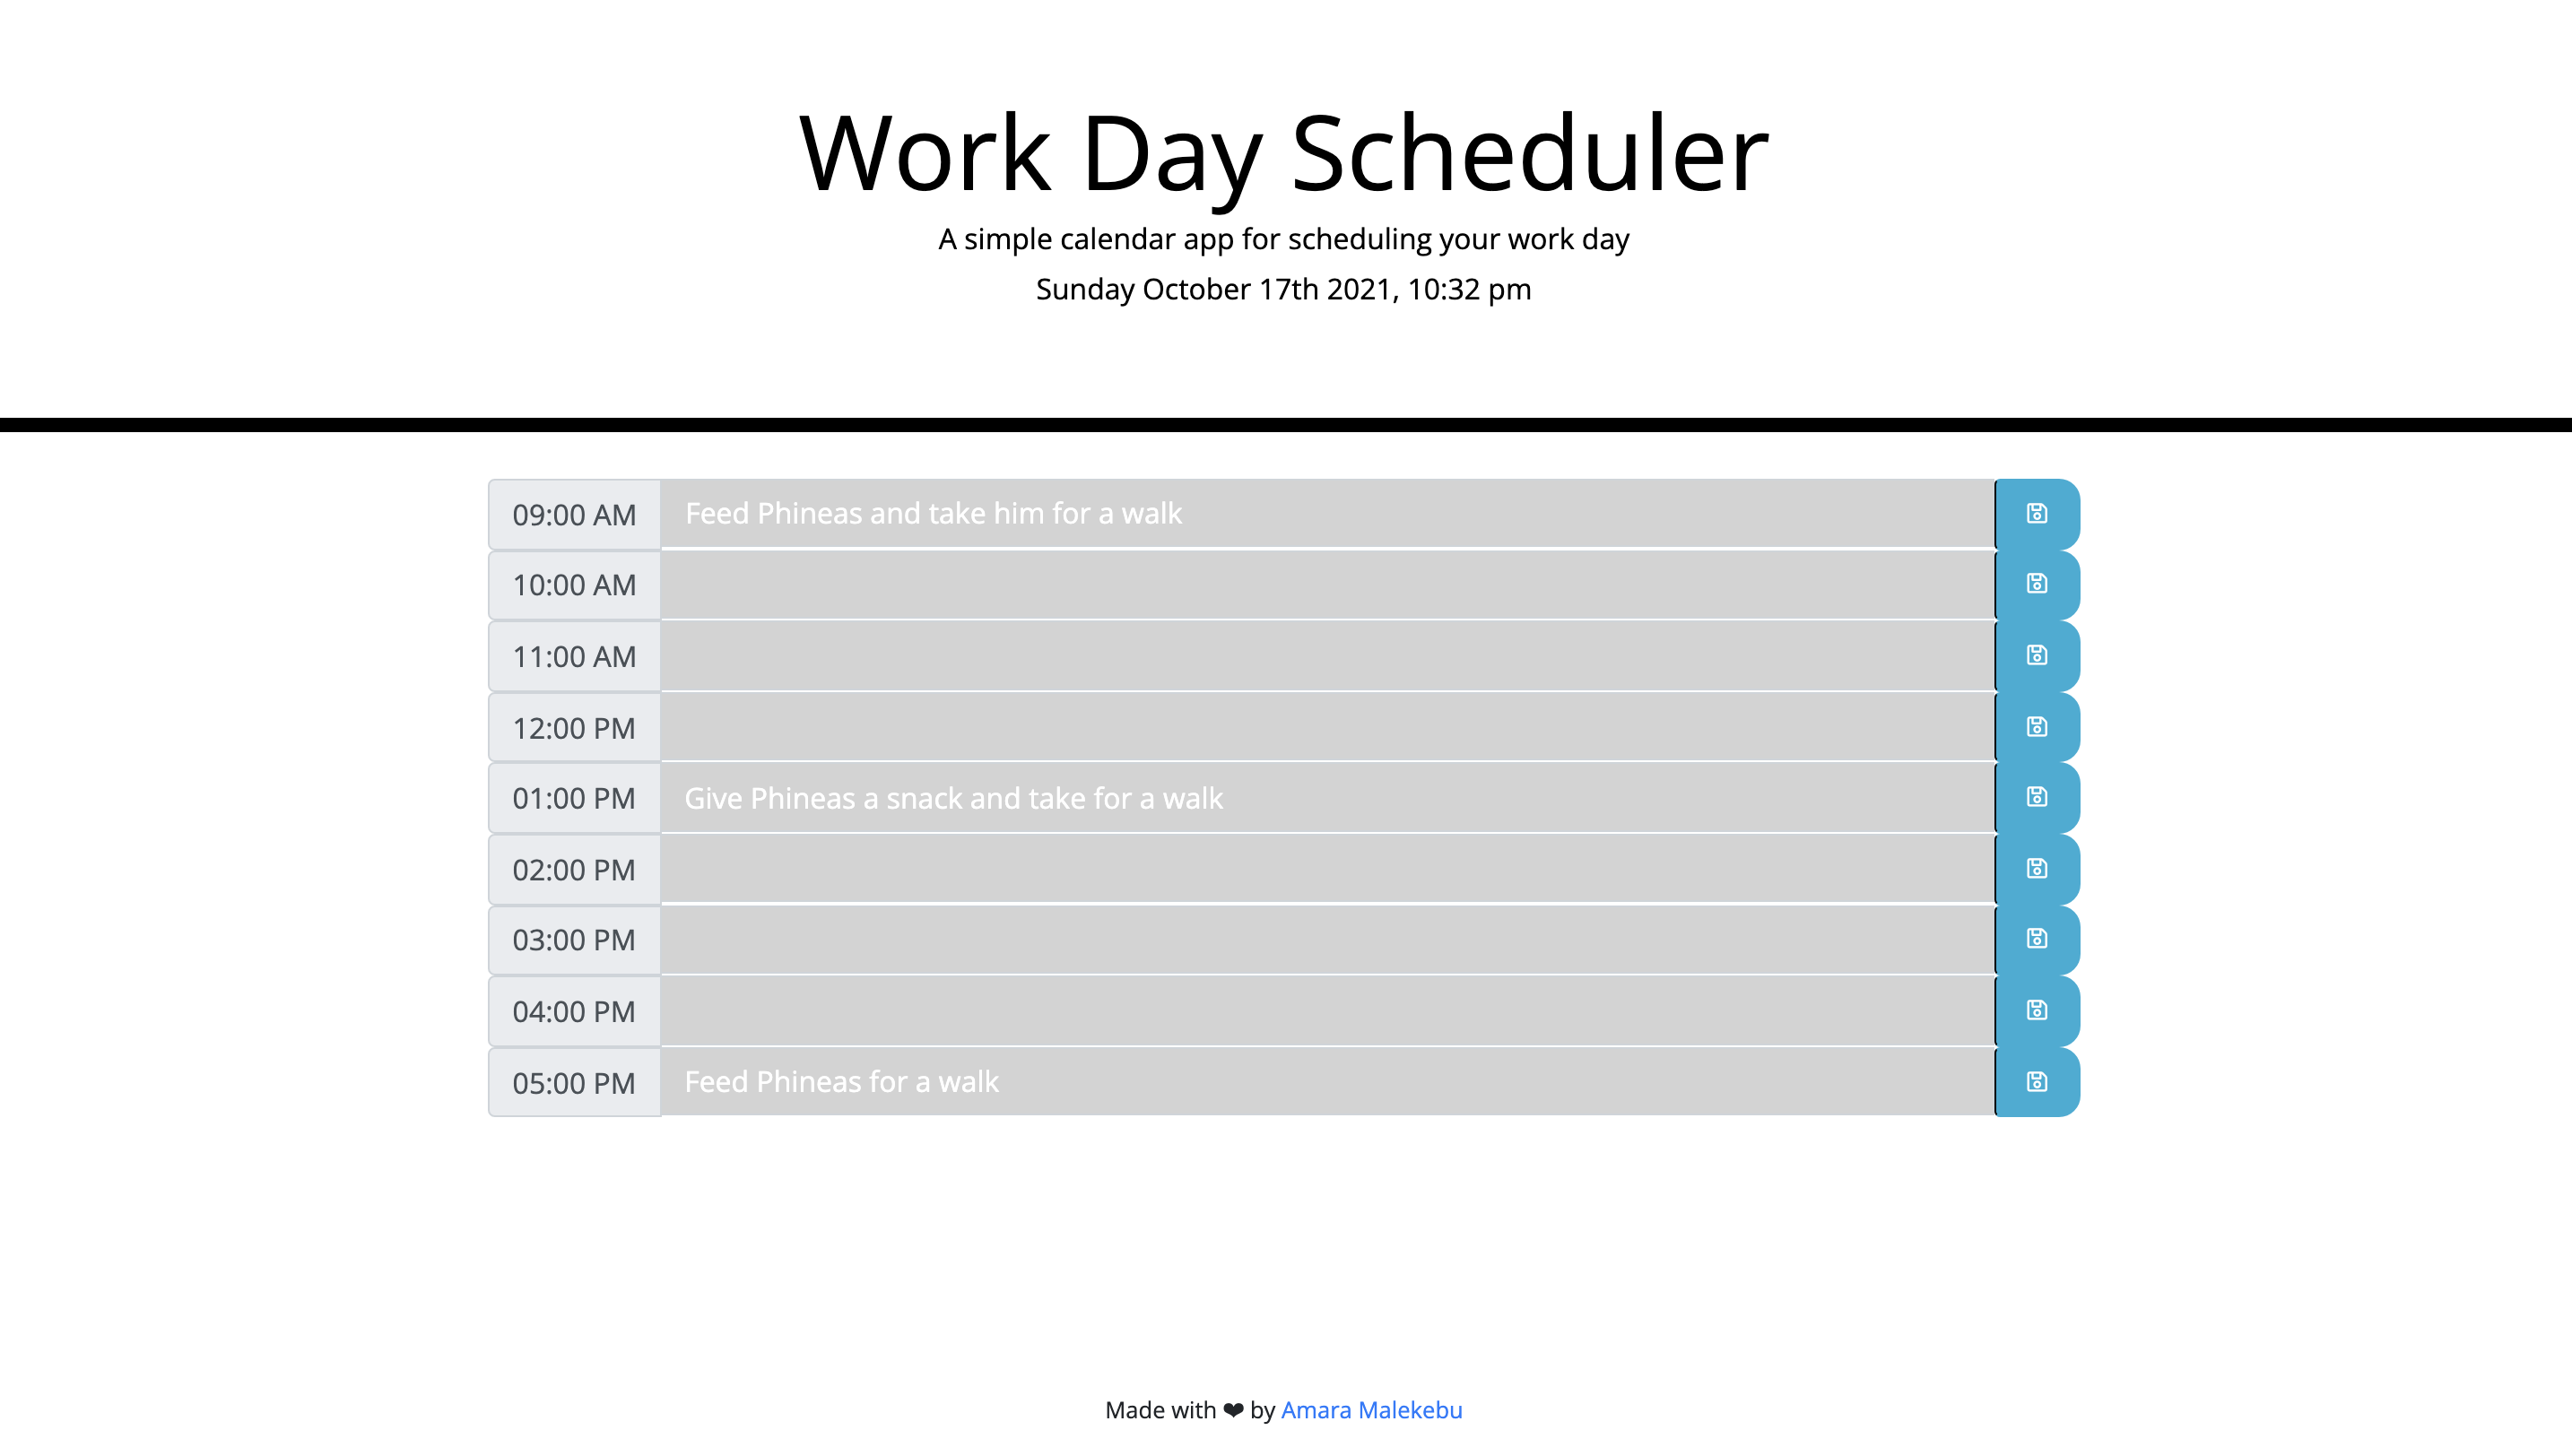 Work Day Scheduler
A simple calendar app for scheduling your work day
Sunday October 17th 2021, 10:32 pm
09:00 AM Feed Phineas and take him for a walk
10:00 AM
11:00 AM
12:00 PM
01:00 PM Give Phineas a snack and take for a walk
02:00 PM
03:00 PM
04:00 PM
05:00 PM Feed Phineas for a walk
Made with ❤ by Amara Malekebu